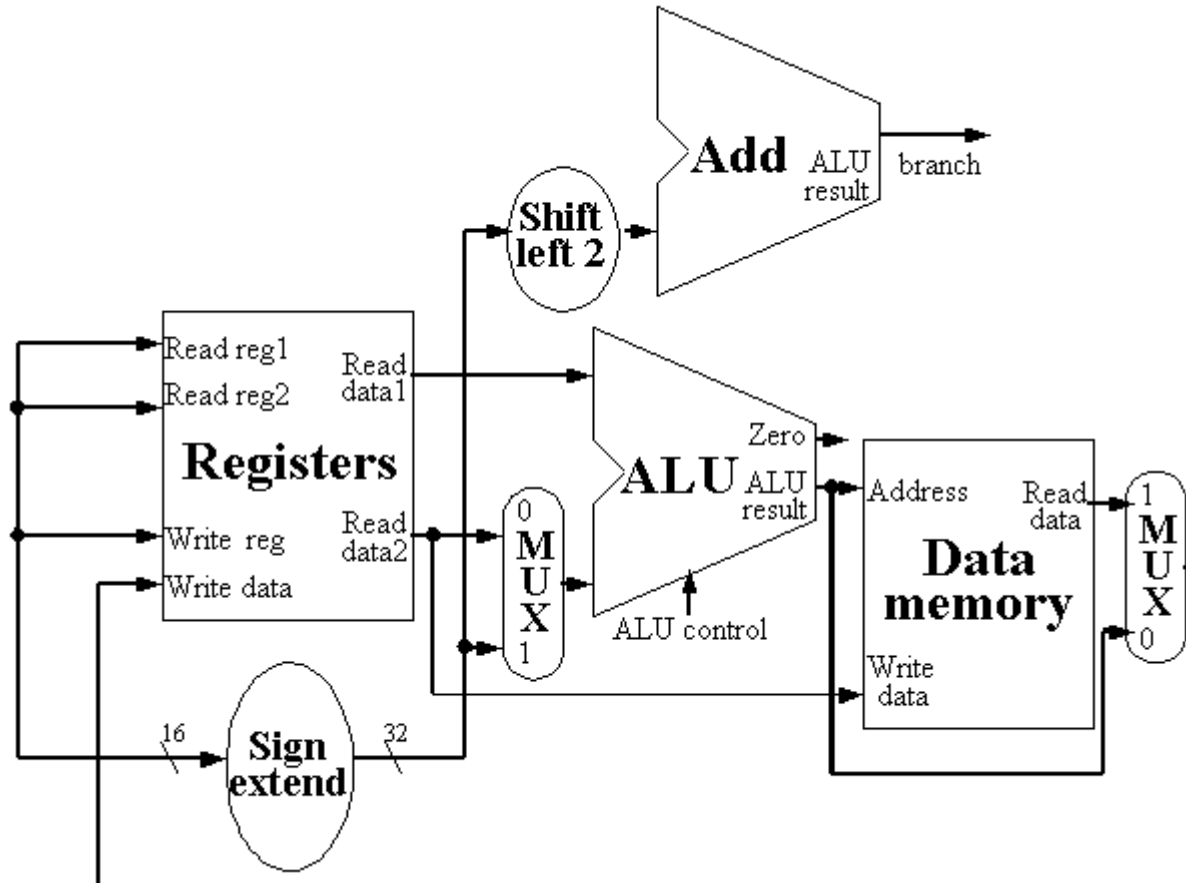 Add
ALU
result
branch
Shift
left 2
Read reg1
Read
data1
Read reg2
Registers
Zero
ALU
ALU
result
Address
Read
data
1
M
U
X
0
Data
memory
0
M
U
X
1
Write reg
Read
data2
Write data
ALU control
Write
data
16
Sign
extend
32